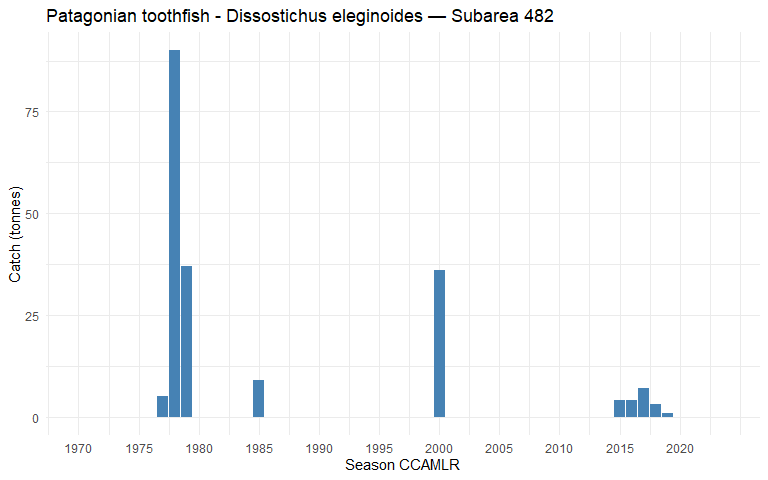 Patagonian toothfish - Dissostichus eleginoides — Subarea 482
Catch (tonnes)
75
50
25
0
1970 1975 1980 1985 1990 1995 2000 2005 2010 2015 2020
Season CCAMLR